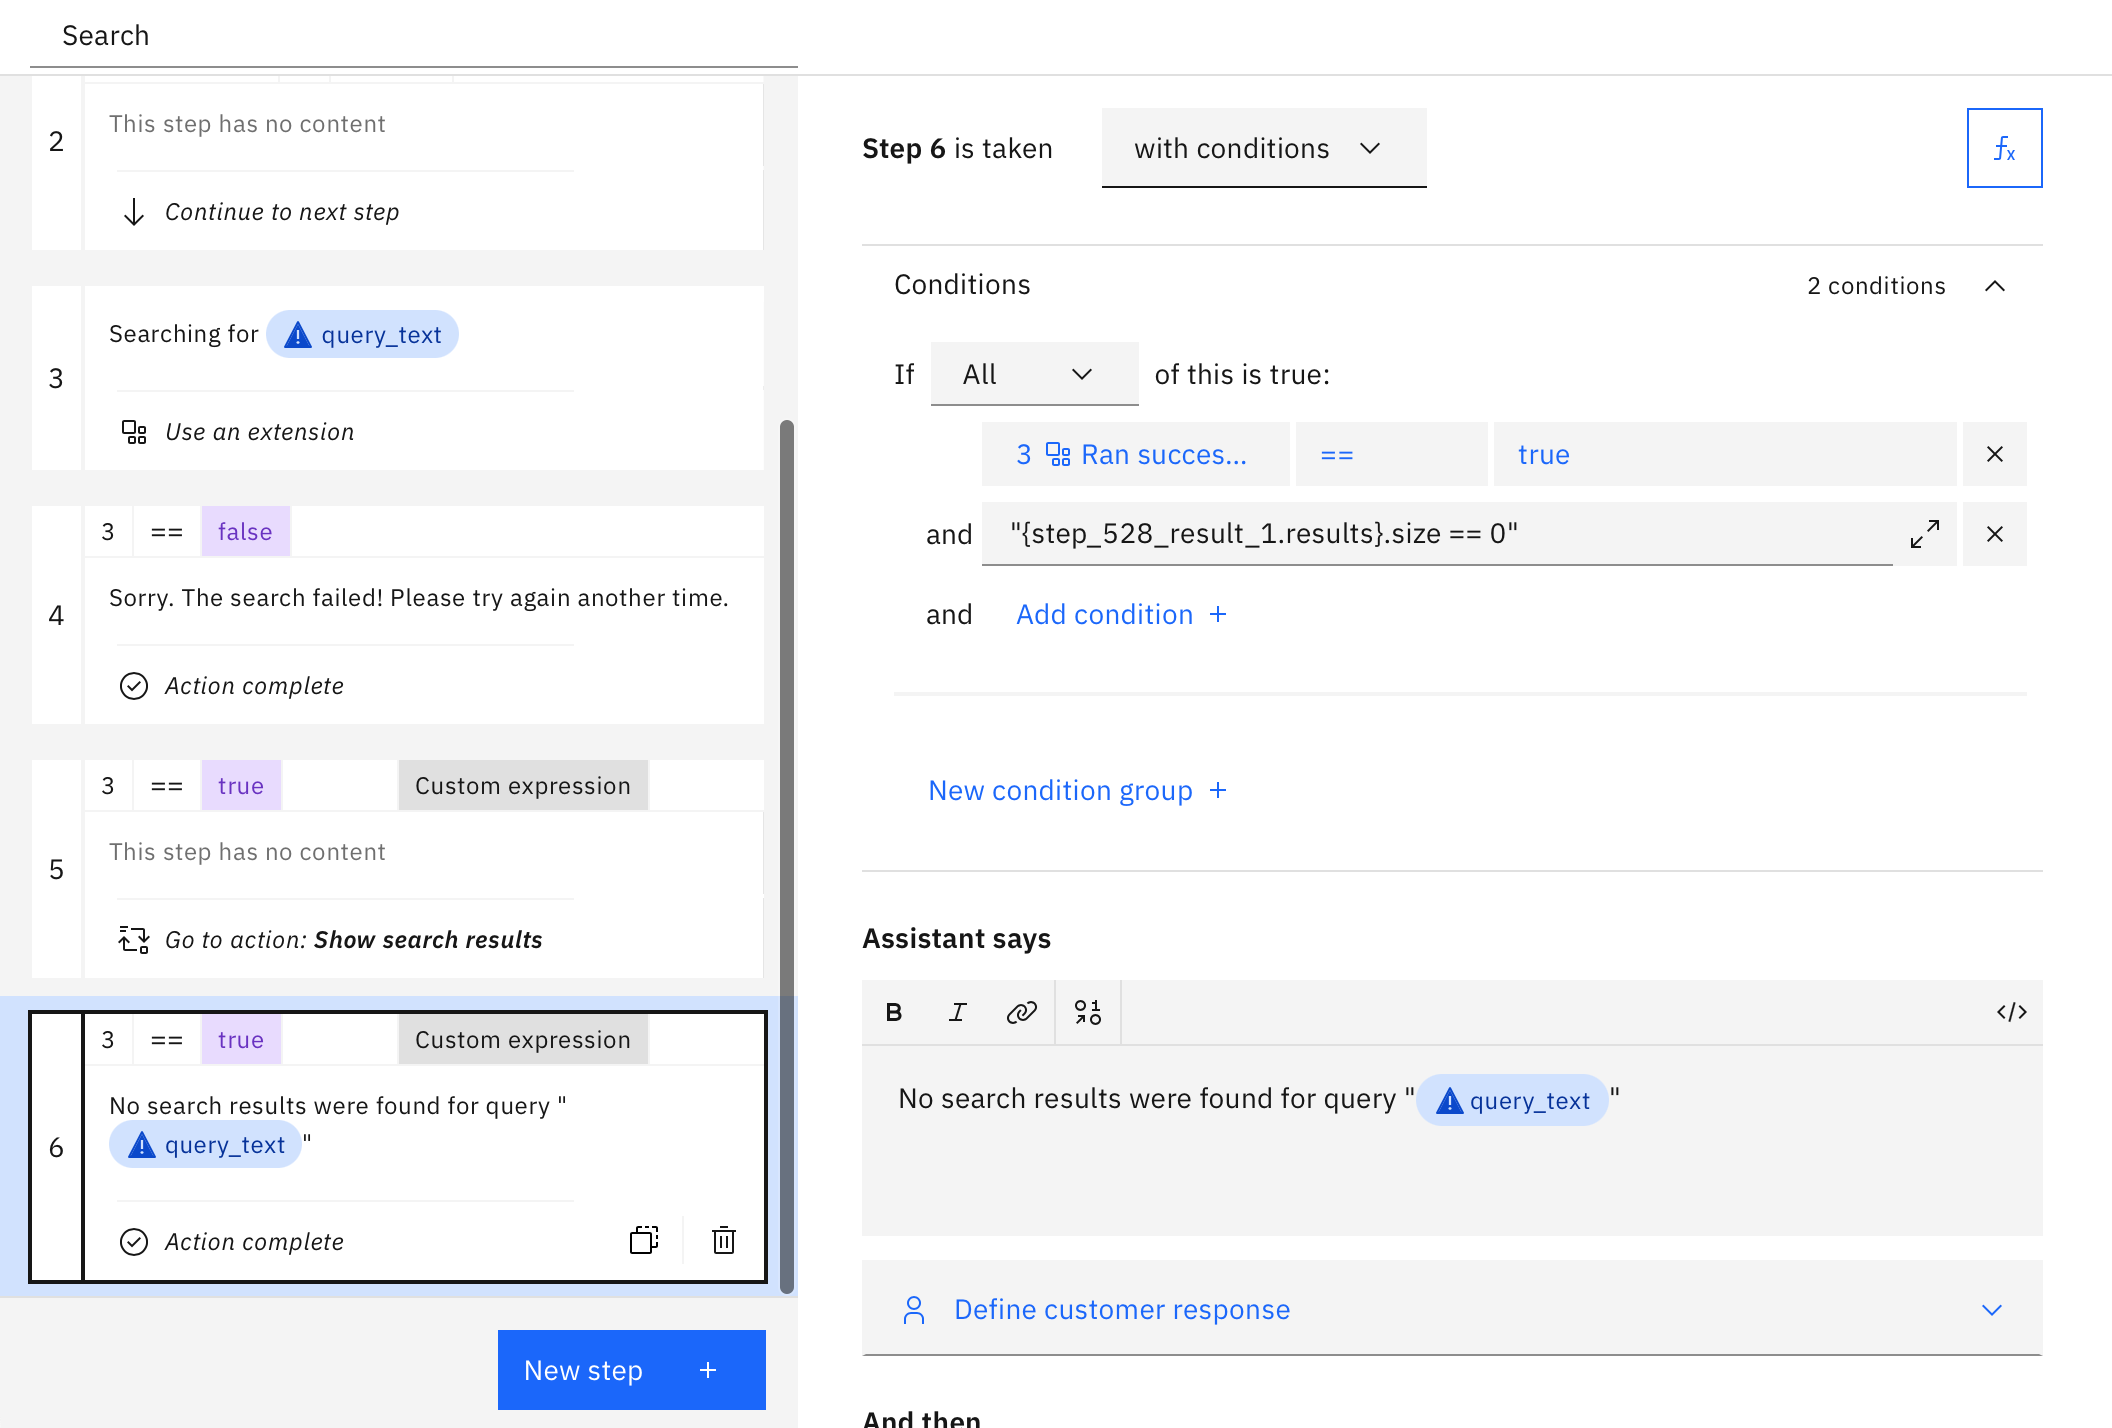 Search
2
This step has no content
Continue to next step
3
Searching for query_text
Use an extension
3 == false
4
Sorry. The search failed! Please try again another time.
Action complete
3 == true Custom expression
5
This step has no content
Go to action: Show search results
3 == true Custom expression
6
No search results were found for query "
query_text"
Action complete
New step +
Step 6 is taken with conditions
fx
Conditions 2 conditions
If All of this is true:
3 Ran succes... == true
and "{step_528_result_1.results}.size == 0"
and Add condition +
New condition group +
Assistant says
B I </>
No search results were found for query "query_text"
Define customer response
And then